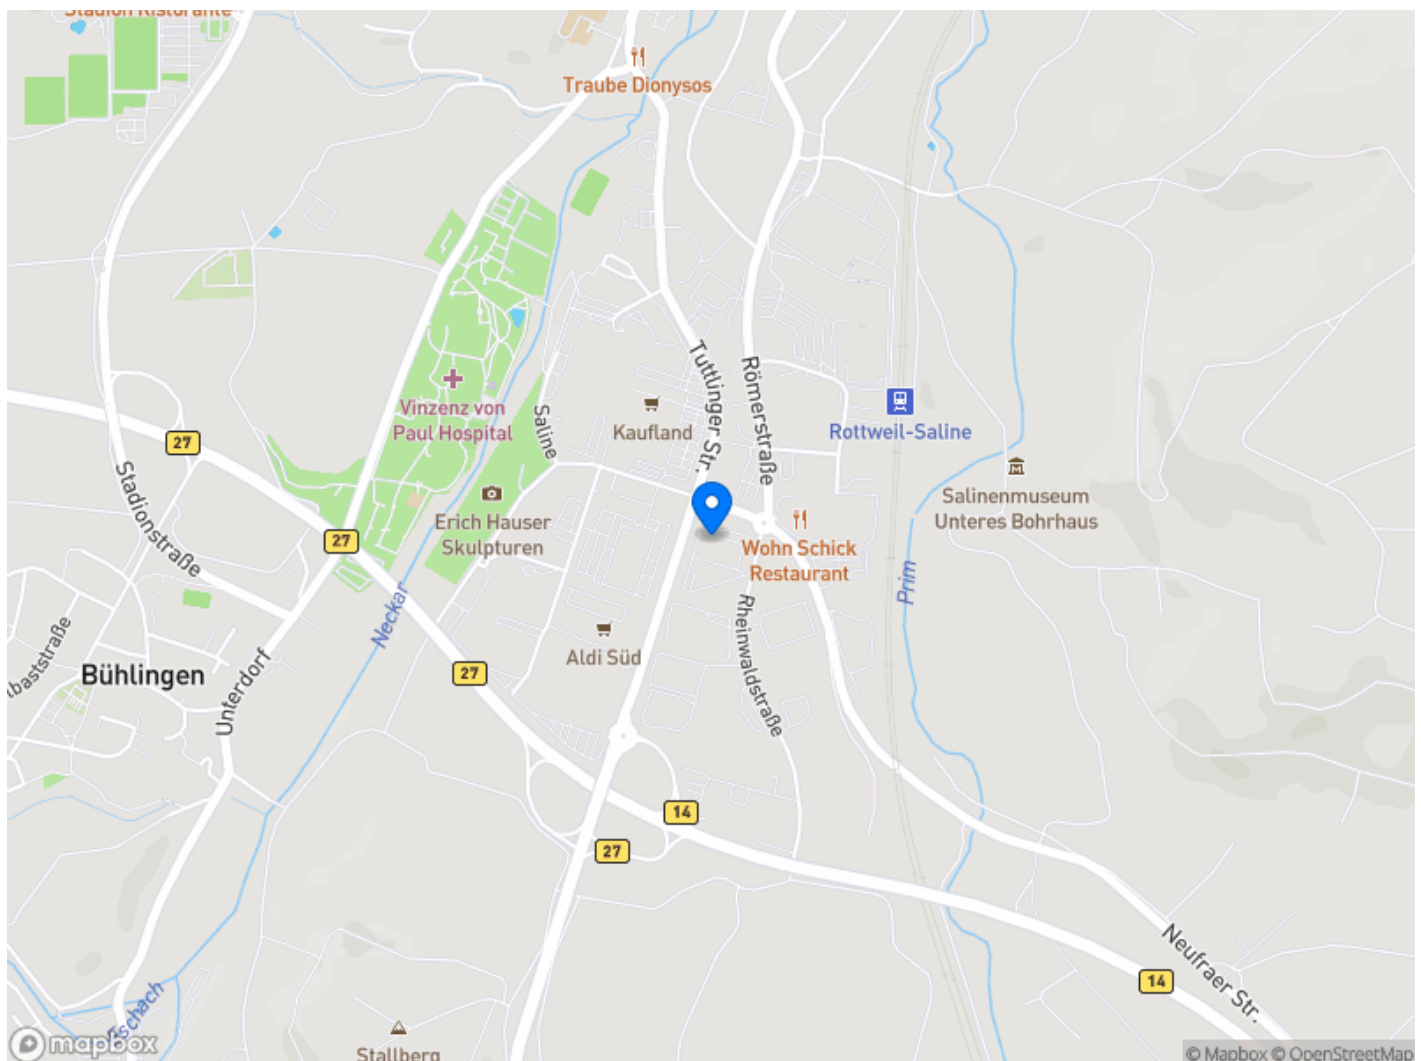 Stadion Ristorante
Traube Dionysos
Tuttlinger Str.
Römerstraße
Vinzenz von
Paul Hospital
Saline
Kaufland
Rottweil-Saline
27
Stadionstraße
Erich Hauser
Skulpturen
Salinenmuseum
Unteres Bohrhaus
27
Wohn Schick
Restaurant
Neckar
Prim
Rheinwaldstraße
Aldi Süd
Bühlingen
Unterdorf
27
14
27
Neufraer Str.
14
Stallberg
mapbox
© Mapbox © OpenStreetMap